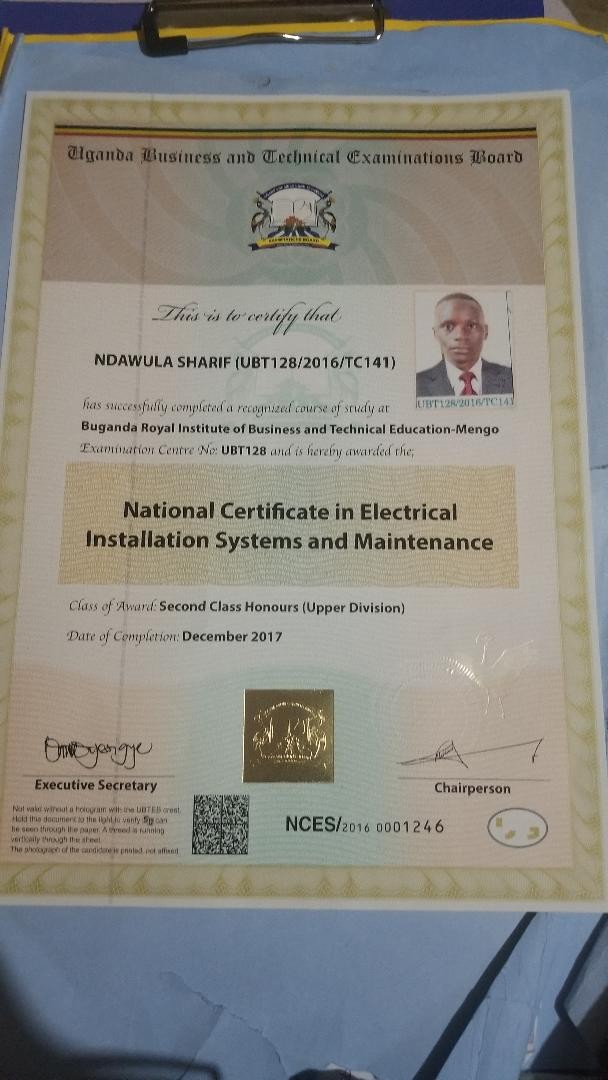 Uganda Business and Technical Examinations Board
EXAMINATIONS BOARD
This is to certify that
NDAWULA SHARIF (UBT128/2016/TC141)
UBT128/2016/TC141
has successfully completed a recognized course of study at
Buganda Royal Institute of Business and Technical Education-Mengo
Examination Centre No: UBT128 and is hereby awarded the;
National Certificate in Electrical
Installation Systems and Maintenance
Class of Award: Second Class Honours (Upper Division)
Date of Completion: December 2017
Executive Secretary
Chairperson
Not valid without a hologram with the UBTEB crest.
Hold this document to the light to verify can
be seen through the paper. A thread is running
vertically through the sheet.
The photograph of the candidate is printed, not affixed.
NCES/2016 0001246